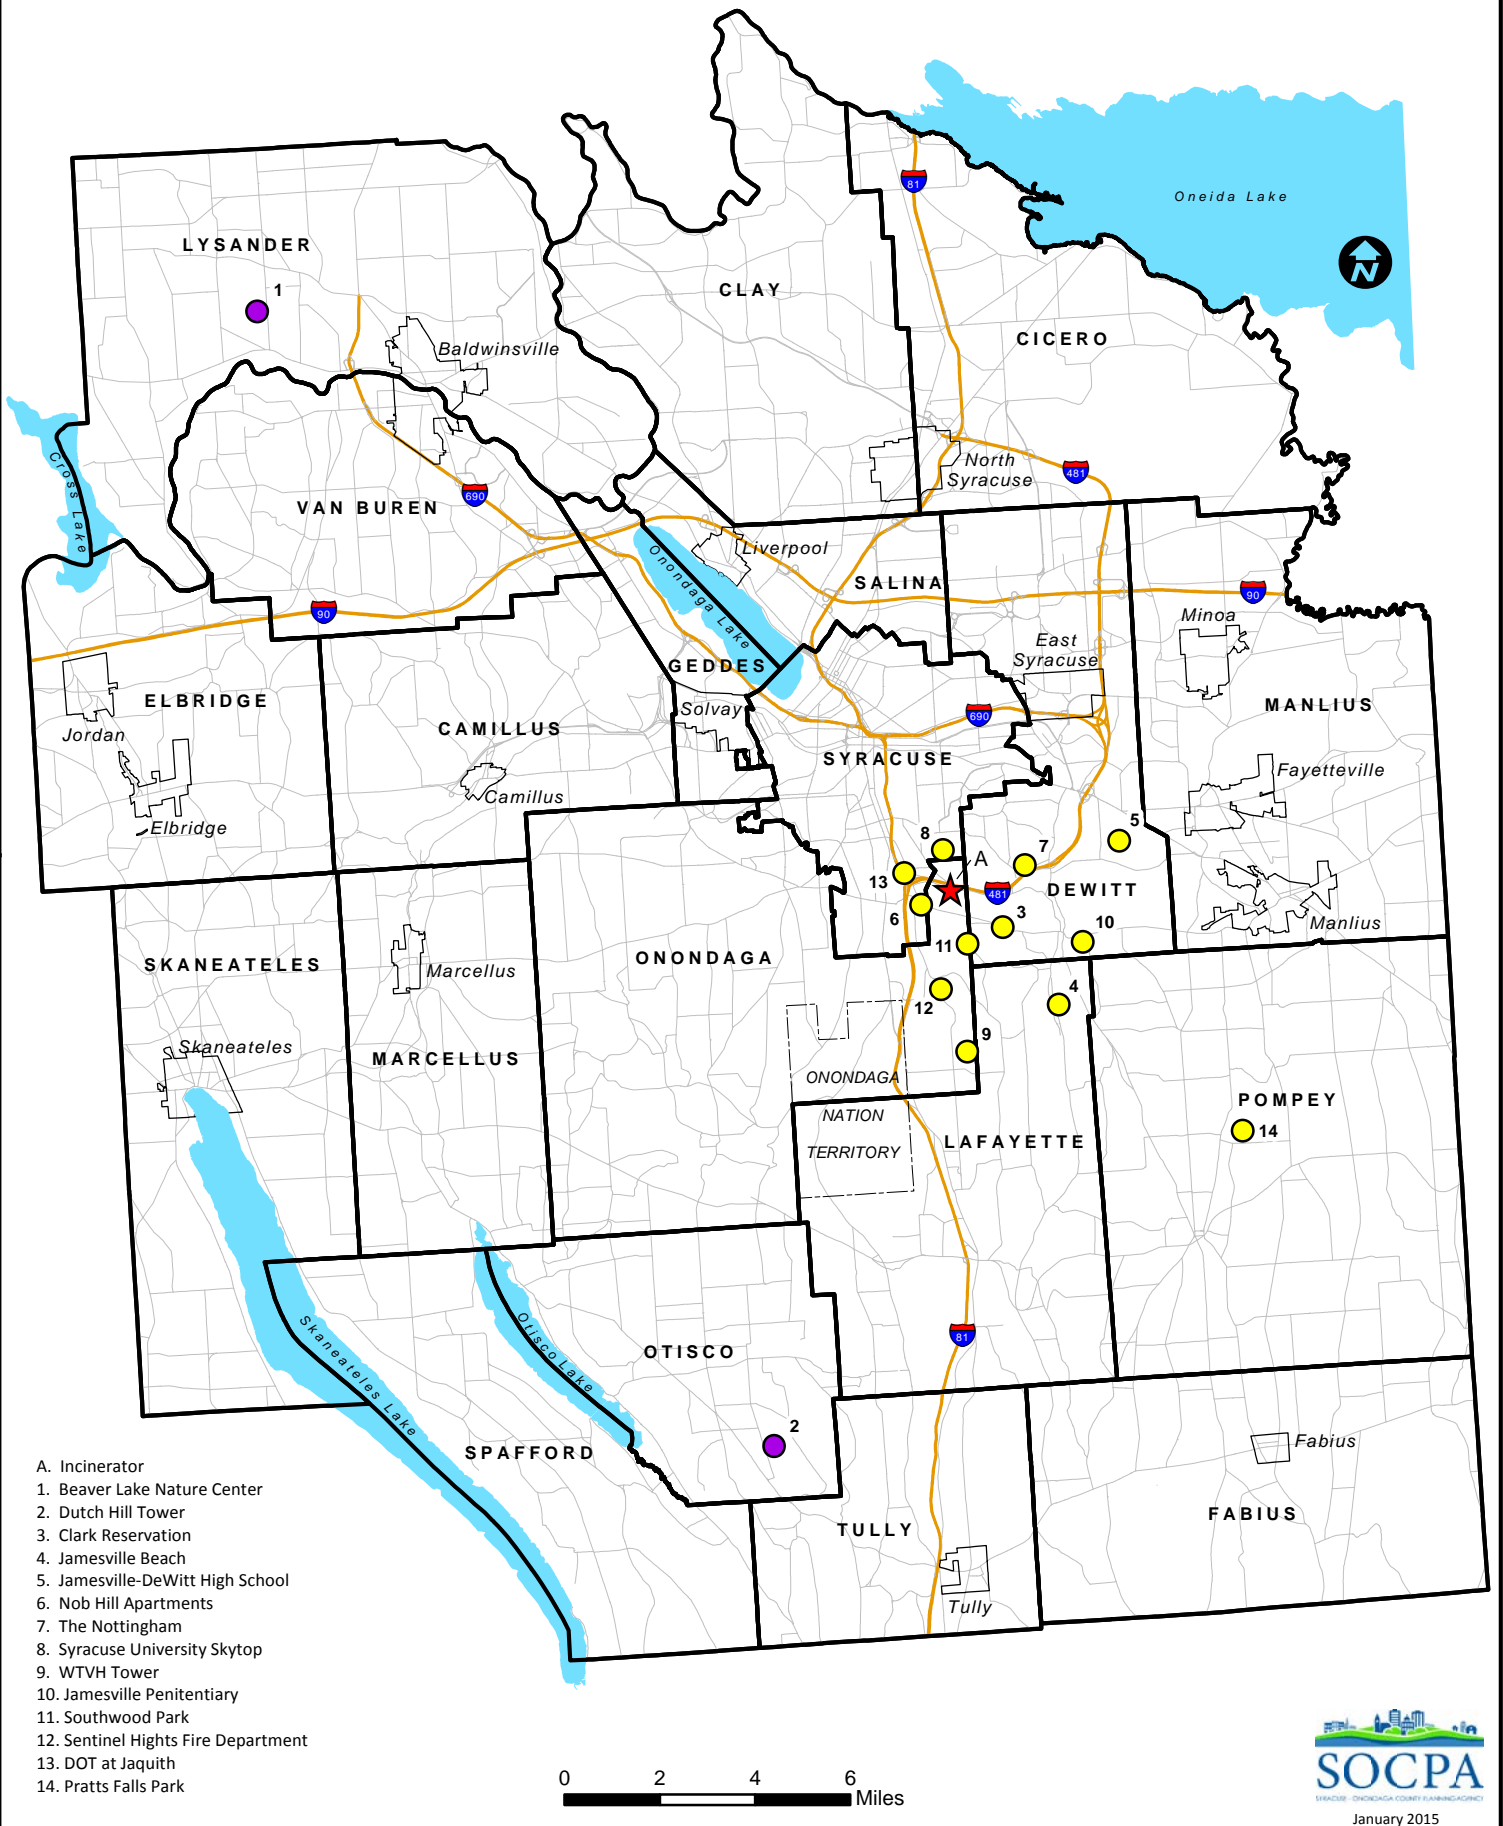 Oneida Lake
81
N
LYSANDER
1
CLAY
CICERO
Baldwinsville
Cross Lake
North
Syracuse
481
690
VAN BUREN
Liverpool
Onondaga Lake
SALINA
90
90
Minoa
East
Syracuse
GEDDES
ELBRIDGE
MANLIUS
Solvay
690
Jordan
CAMILLUS
SYRACUSE
Fayetteville
Camillus
Elbridge
5
8
A
7
13
DEWITT
481
6
3
10
Manlius
11
SKANEATELES
Marcellus
ONONDAGA
4
12
9
Skaneateles
MARCELLUS
ONONDAGA
NATION
TERRITORY
POMPEY
14
LAFAYETTE
Skaneateles Lake
Otisco Lake
81
OTISCO
2
SPAFFORD
Fabius
FABIUS
TULLY
Tully
A. Incinerator
1. Beaver Lake Nature Center
2. Dutch Hill Tower
3. Clark Reservation
4. Jamesville Beach
5. Jamesville-DeWitt High School
6. Nob Hill Apartments
7. The Nottingham
8. Syracuse University Skytop
9. WTVH Tower
10. Jamesville Penitentiary
11. Southwood Park
12. Sentinel Hights Fire Department
13. DOT at Jaquith
14. Pratts Falls Park
0 2 4 6
Miles
SOCPA
SYRACUSE - ONONDAGA COUNTY PLANNING AGENCY
January 2015